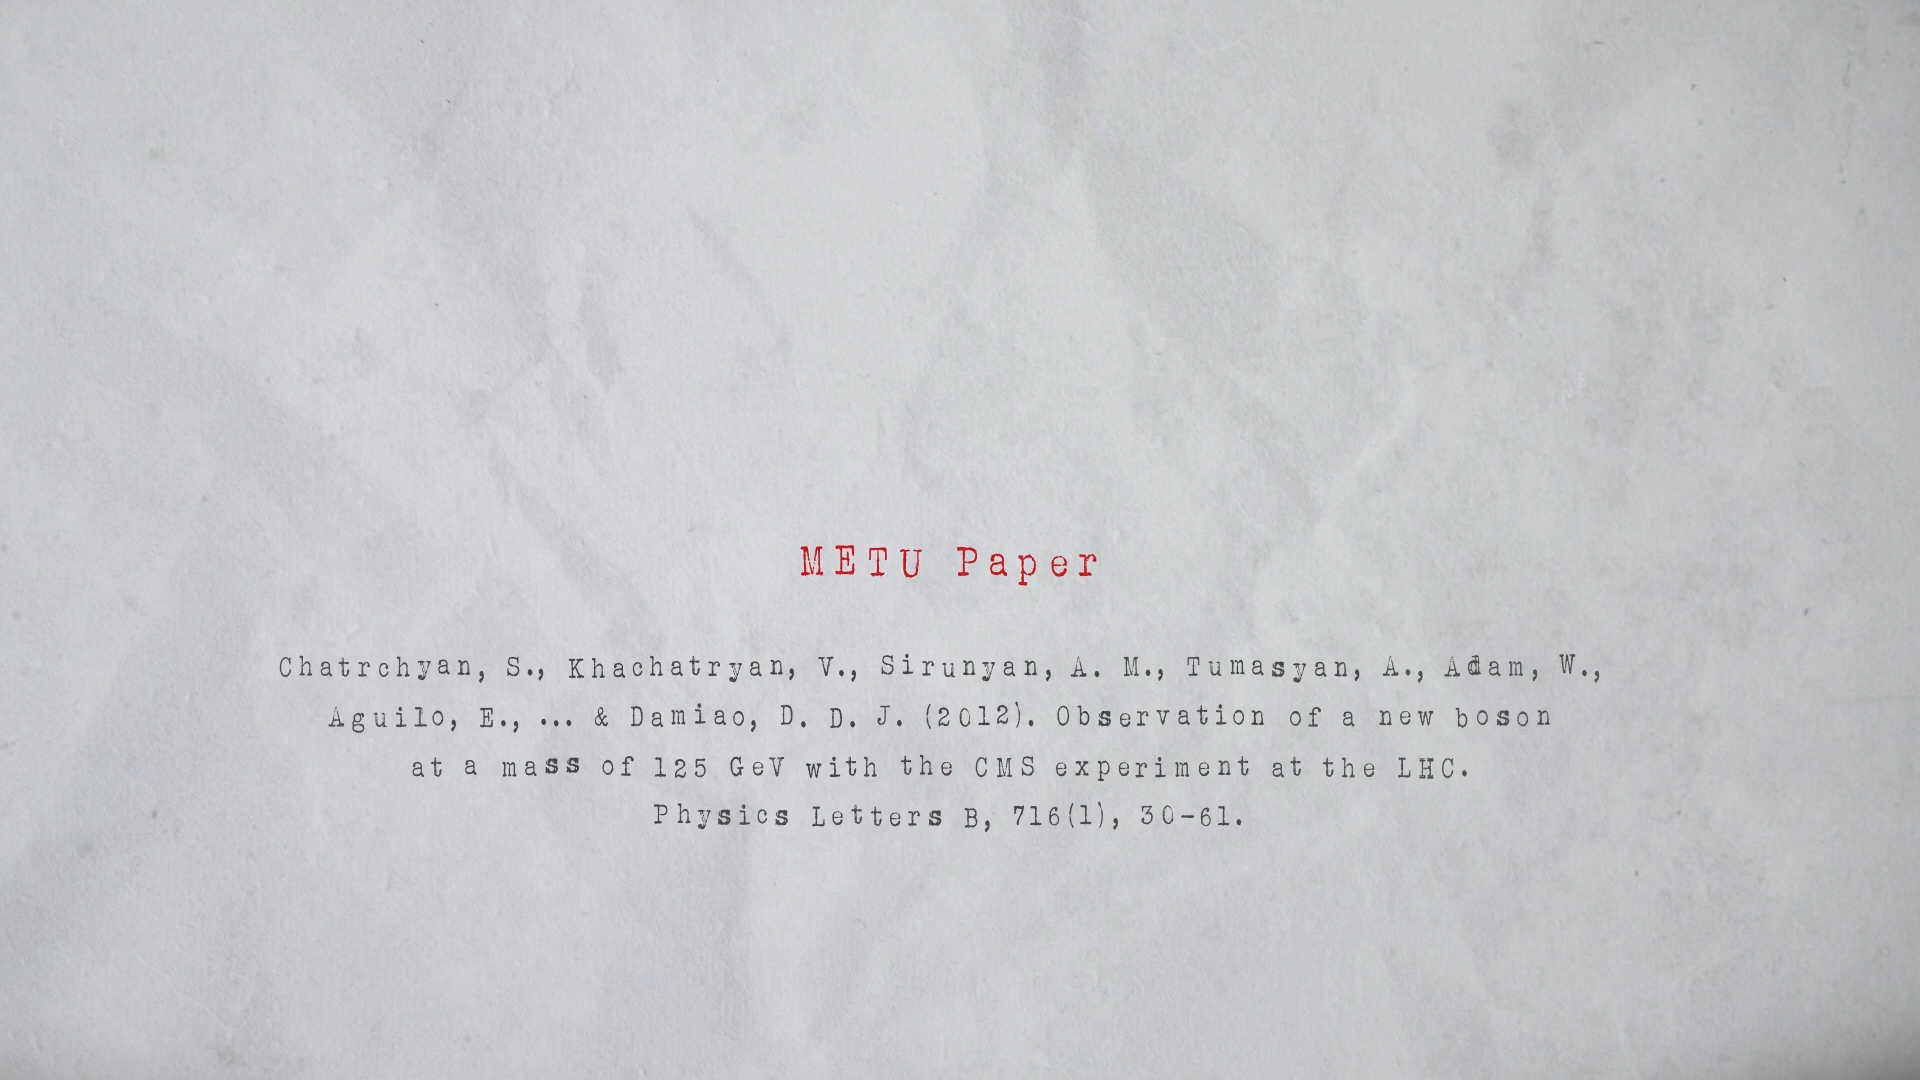 METU Paper
Chatrchyan, S., Khachatryan, V., Sirunyan, A. M., Tumasyan, A., Adam, W.,
Aguilo, E., ... & Damiao, D. D. J. (2012). Observation of a new boson
at a mass of 125 GeV with the CMS experiment at the LHC.
Physics Letters B, 716(1), 30-61.